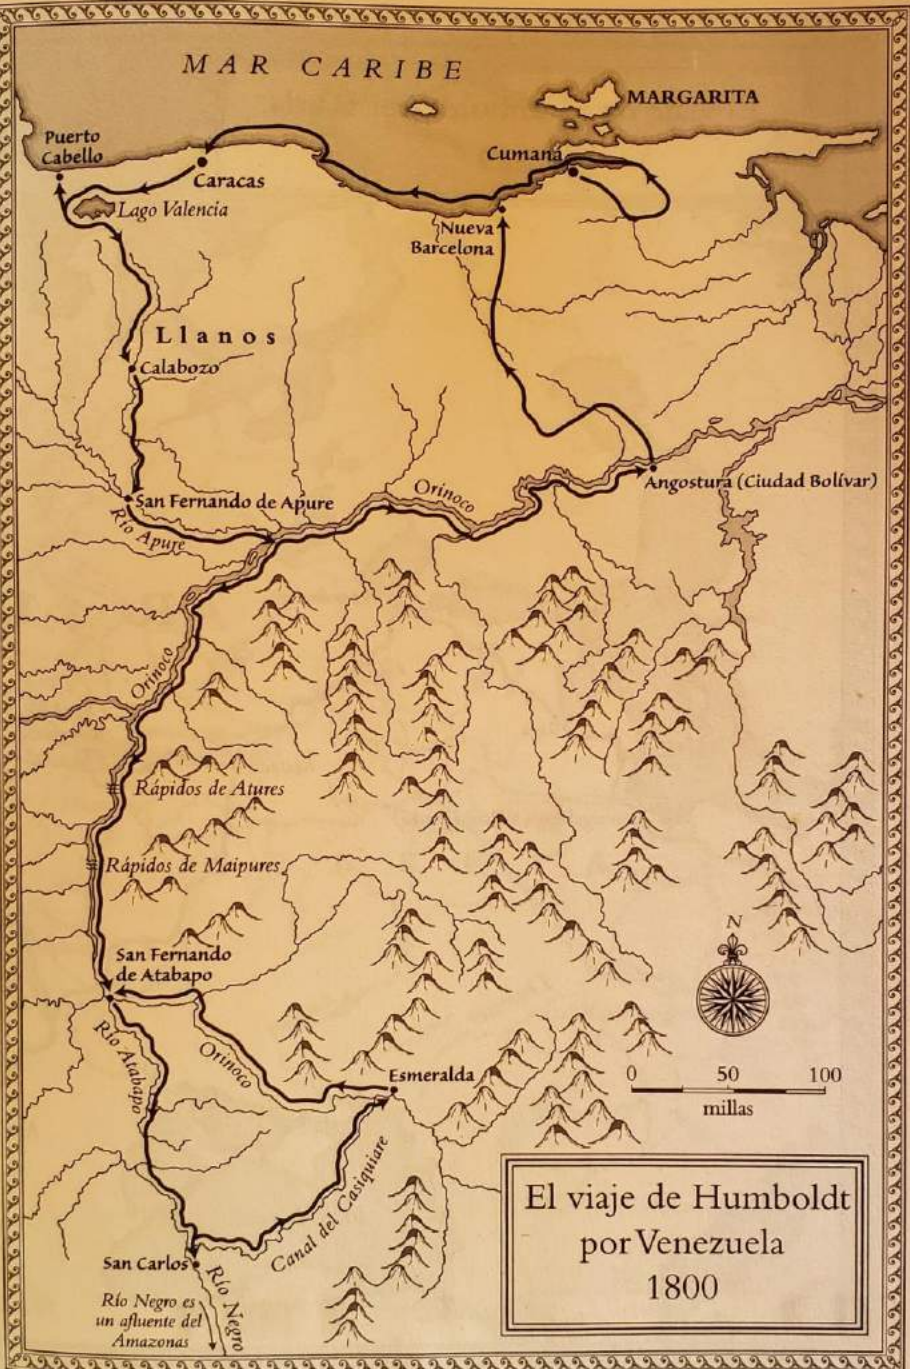 MAR CARIBE
MARGARITA
Puerto
Cabello
Cumaná
Caracas
Lago Valencia
Nueva
Barcelona
Llanos
Calabozo
San Fernando de Apure
Orinoco
Angostura (Ciudad Bolívar)
Río Apure
Orinoco
Rápidos de Atures
Rápidos de Maipures
N
San Fernando
de Atabapo
Río Atabapo
Orinoco
Esmeralda
0 50 100
millas
Canal del Casiquiare
El viaje de Humboldt
por Venezuela
1800
San Carlos
Río Negro
Río Negro es
un afluente del
Amazonas